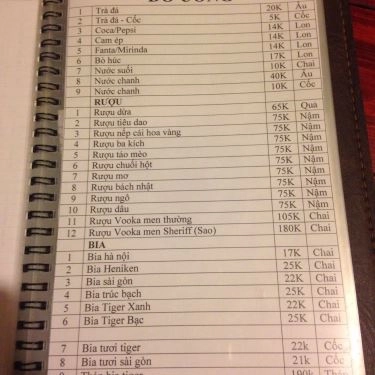 ĐỒ UỐNG
1 Trà đá 20K Âu
2 Trà đá - Cốc 5K Cốc
3 Coca/Pepsi 14K Lon
4 Cam ép 14K Lon
5 Fanta/Mirinda 14K Lon
6 Bò húc 17K Lon
7 Nước suối 10K Chai
8 Nước chanh 40K Âu
9 Nước chanh 10K Cốc
RƯỢU
1 Rượu dừa 65K Quả
2 Rượu tiêu dao 75K Nậm
3 Rượu nếp cái hoa vàng 75K Nậm
4 Rượu ba kích 75K Nậm
5 Rượu táo mèo 75K Nậm
6 Rượu chuối hột 75K Nậm
7 Rượu mơ 75K Nậm
8 Rượu bách nhật 75K Nậm
9 Rượu ngô 75K Nậm
10 Rượu dâu 75K Nậm
11 Rượu Vooka men thường 105K Chai
12 Rượu Vooka men Sheriff (Sao) 180K Chai
BIA
1 Bia hà nội 17K Chai
2 Bia Heniken 25K Chai
3 Bia sài gòn 22K Chai
4 Bia trúc bạch 25K Chai
5 Bia Tiger Xanh 22K Chai
6 Bia Tiger Bạc 25K Chai
7 Bia tươi tiger 22k Cốc
8 Bia tươi sài gòn 21k Cốc
9 Tháp bia tiger 190k Tháp